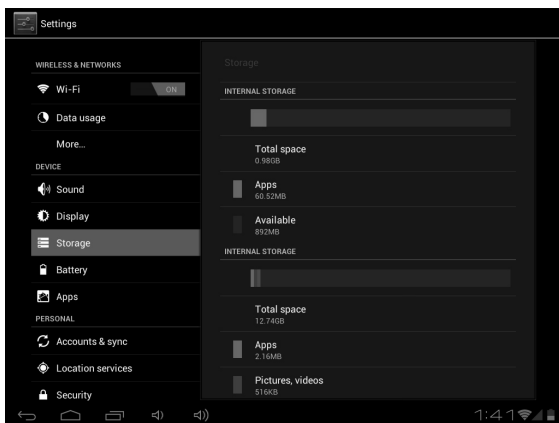 Settings
WIRELESS & NETWORKS
Wi-Fi ON
Data usage
More...
DEVICE
Sound
Display
Storage
Battery
Apps
PERSONAL
Accounts & sync
Location services
Security
Storage
INTERNAL STORAGE
Total space
0.98GB
Apps
60.52MB
Available
892MB
INTERNAL STORAGE
Total space
12.74GB
Apps
2.16MB
Pictures, videos
516KB
1:41